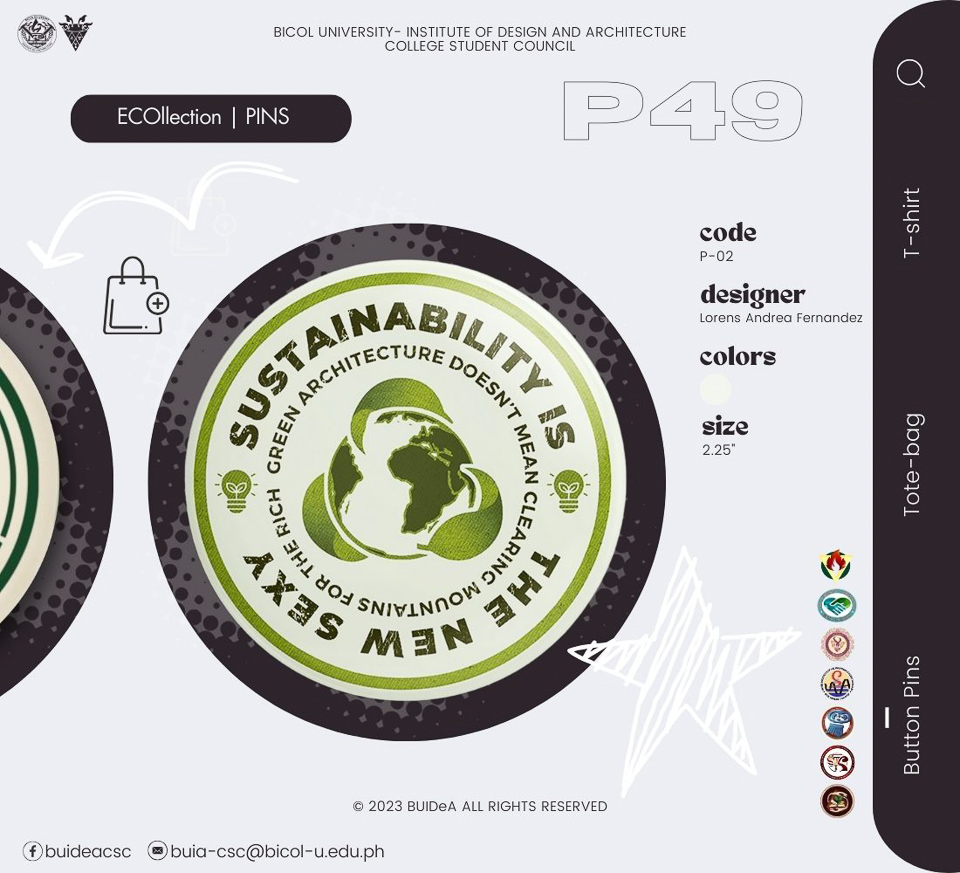 BICOL UNIVERSITY- INSTITUTE OF DESIGN AND ARCHITECTURE
COLLEGE STUDENT COUNCIL
P49
ECOllection | PINS
code
P-02
designer
Lorens Andrea Fernandez
colors
size
2.25"
SUSTAINABILITY IS
THE NEW SEXY
GREEN ARCHITECTURE DOESN'T MEAN CLEARING MOUNTAINS FOR THE RICH
T-shirt
Tote-bag
Button Pins
© 2023 BUIDeA ALL RIGHTS RESERVED
buideacsc
buia-csc@bicol-u.edu.ph